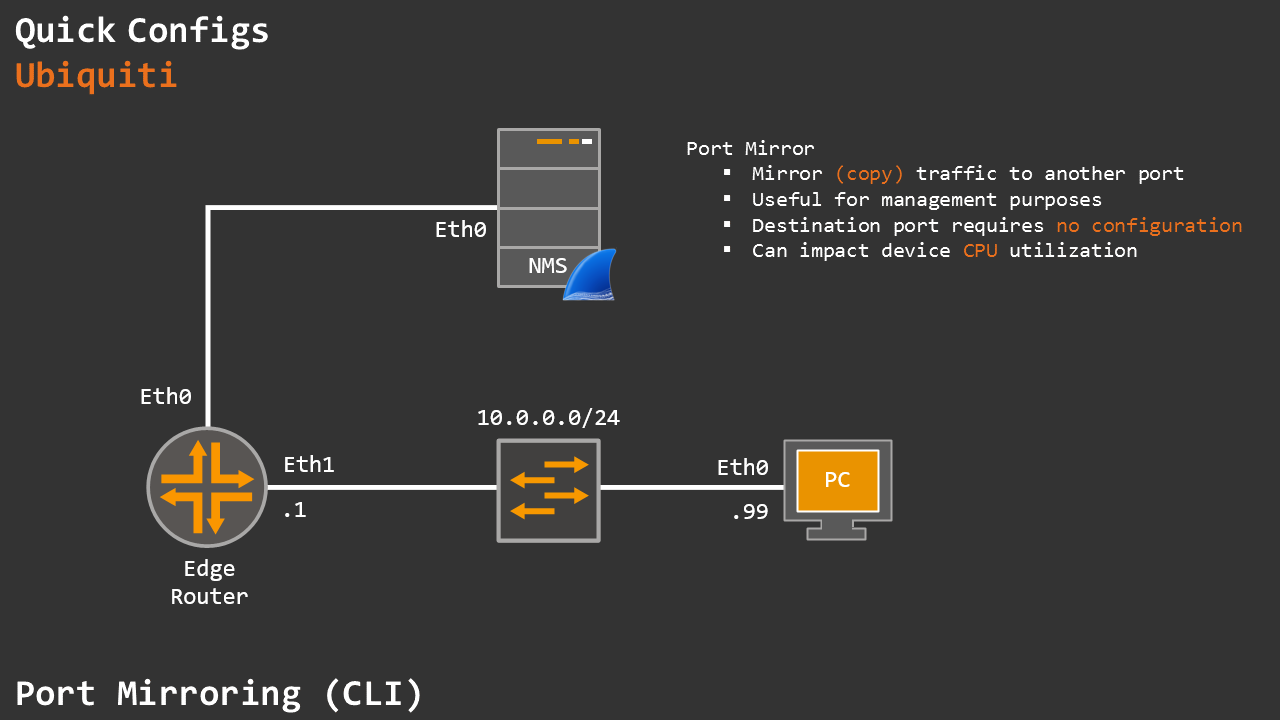 Quick Configs
Ubiquiti
Port Mirror
▪ Mirror (copy) traffic to another port
▪ Useful for management purposes
▪ Destination port requires no configuration
▪ Can impact device CPU utilization
Eth0
NMS
Eth0
10.0.0.0/24
Eth1
Eth0
PC
.1
.99
Edge
Router
Port Mirroring (CLI)